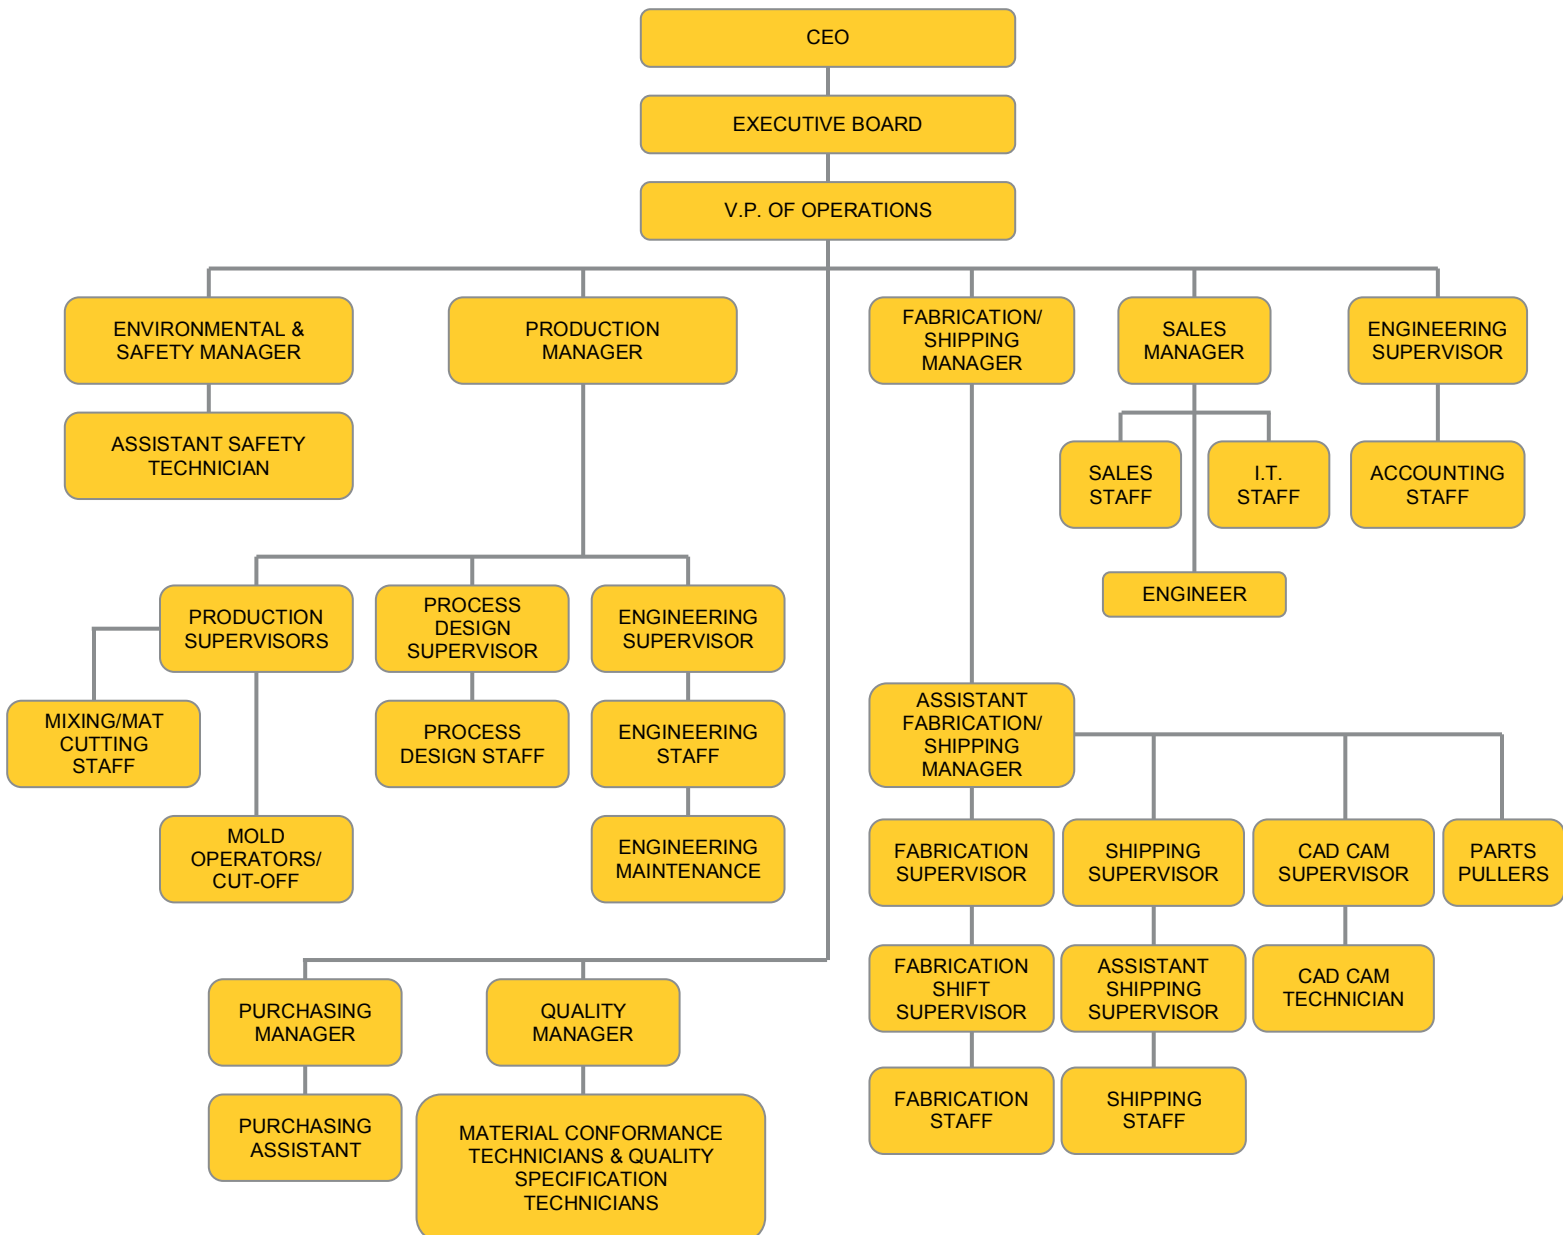 CEO
EXECUTIVE BOARD
V.P. OF OPERATIONS
ENVIRONMENTAL &
SAFETY MANAGER
PRODUCTION
MANAGER
FABRICATION/
SHIPPING
MANAGER
SALES
MANAGER
ENGINEERING
SUPERVISOR
ASSISTANT SAFETY
TECHNICIAN
SALES
STAFF
I.T.
STAFF
ACCOUNTING
STAFF
ENGINEER
PRODUCTION
SUPERVISORS
PROCESS
DESIGN
SUPERVISOR
ENGINEERING
SUPERVISOR
MIXING/MAT
CUTTING
STAFF
PROCESS
DESIGN STAFF
ENGINEERING
STAFF
ASSISTANT
FABRICATION/
SHIPPING
MANAGER
MOLD
OPERATORS/
CUT-OFF
ENGINEERING
MAINTENANCE
FABRICATION
SUPERVISOR
SHIPPING
SUPERVISOR
CAD CAM
SUPERVISOR
PARTS
PULLERS
PURCHASING
MANAGER
QUALITY
MANAGER
FABRICATION
SHIFT
SUPERVISOR
ASSISTANT
SHIPPING
SUPERVISOR
CAD CAM
TECHNICIAN
PURCHASING
ASSISTANT
MATERIAL CONFORMANCE
TECHNICIANS & QUALITY
SPECIFICATION
TECHNICIANS
FABRICATION
STAFF
SHIPPING
STAFF